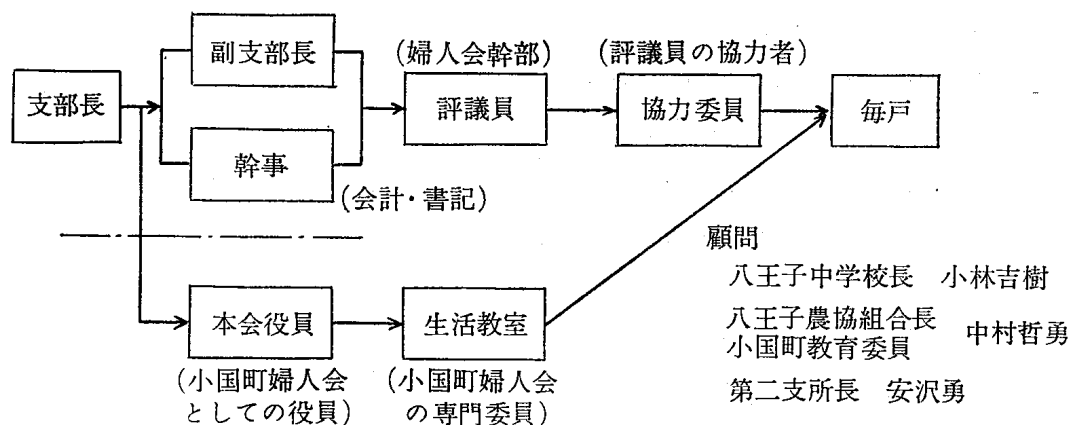 副支部長
(婦人会幹部)
(評議員の協力者)
支部長
評議員
協力委員
毎戸
幹事
(会計・書記)
顧問
八王子中学校長 小林吉樹
八王子農協組合長
小国町教育委員
中村哲勇
第二支所長 安沢勇
本会役員
生活教室
(小国町婦人会
としての役員)
(小国町婦人会
の専門委員)